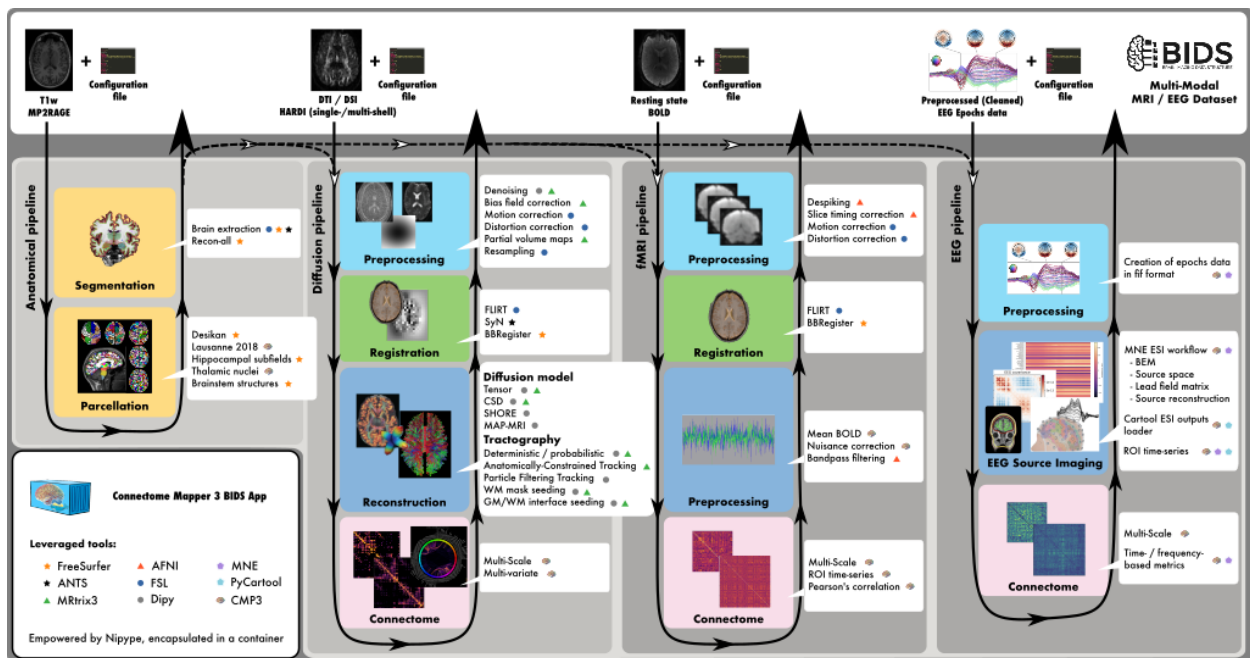 T1w
MP2RAGE
+
Configuration
file
DTI / DSI
HARDI (single-/multi-shell)
+
Configuration
file
Resting state
BOLD
+
Configuration
file
Preprocessed (Cleaned)
EEG Epochs data
+
Configuration
file
BIDS
Multi-Modal
MRI / EEG Dataset
Anatomical pipeline
Segmentation
Brain extraction
Recon-all
Parcellation
Desikan
Lausanne 2018
Hippocampal subfields
Thalamic nuclei
Brainstem structures
Diffusion pipeline
Preprocessing
Denoising
Bias field correction
Motion correction
Distortion correction
Partial volume maps
Resampling
Registration
FLIRT
SyN
BBRegister
Reconstruction
Diffusion model
Tensor
CSD
SHORE
MAP-MRI
Tractography
Deterministic / probabilistic
Anatomically-Constrained Tracking
Particle Filtering Tracking
WM mask seeding
GM/WM interface seeding
Connectome
Multi-Scale
Multi-variate
fMRI pipeline
Preprocessing
Despiking
Slice timing correction
Motion correction
Distortion correction
Registration
FLIRT
BBRegister
Preprocessing
Mean BOLD
Nuisance correction
Bandpass filtering
Connectome
Multi-Scale
ROI time-series
Pearson's correlation
EEG pipeline
Preprocessing
Creation of epochs data
in fif format
EEG Source Imaging
MNE ESI workflow
- BEM
- Source space
- Lead field matrix
- Source reconstruction
Cartool ESI outputs
loader
ROI time-series
Connectome
Multi-Scale
Time- / frequency-
based metrics
Connectome Mapper 3 BIDS App
Leveraged tools:
FreeSurfer
AFNI
MNE
ANTS
FSL
PyCartool
MRtrix3
Dipy
CMP3
Empowered by Nipype, encapsulated in a container